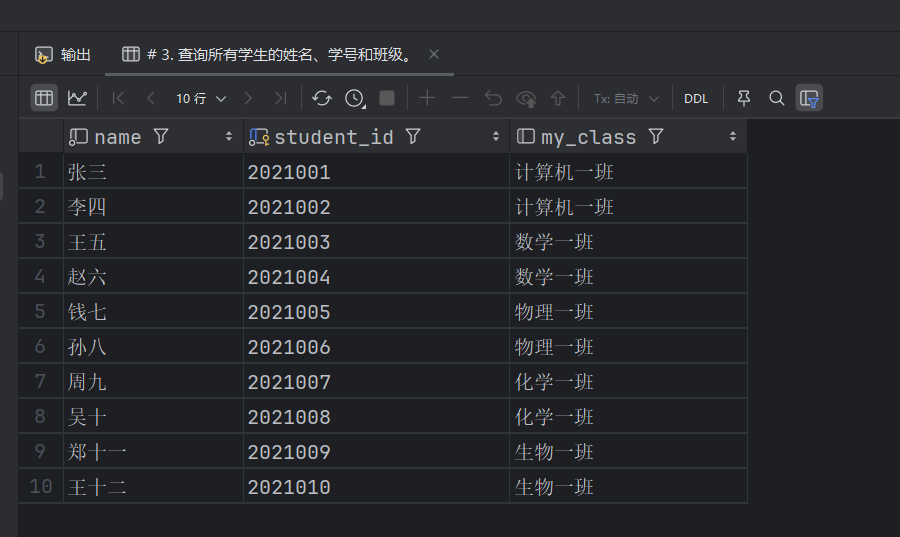 输出 # 3. 查询所有学生的姓名、学号和班级。
10 行 Tx: 自动 DDL
name student_id my_class
1 张三 2021001 计算机一班
2 李四 2021002 计算机一班
3 王五 2021003 数学一班
4 赵六 2021004 数学一班
5 钱七 2021005 物理一班
6 孙八 2021006 物理一班
7 周九 2021007 化学一班
8 吴十 2021008 化学一班
9 郑十一 2021009 生物一班
10 王十二 2021010 生物一班